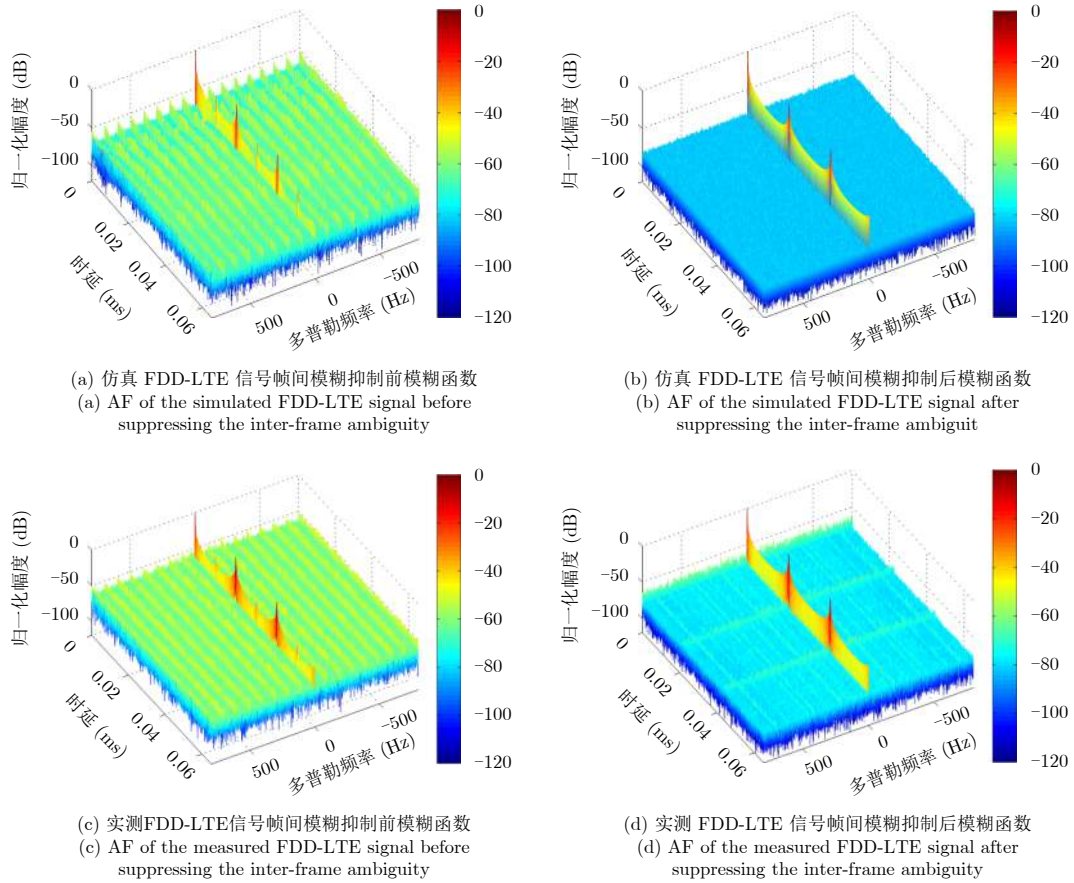 0
−20
−40
−60
−80
−100
−120
归一化幅度 (dB)
0
−50
−100
0
0.02
0.04
0.06
时延 (ms)
500
0
−500
多普勒频率 (Hz)
(a) 仿真 FDD-LTE 信号帧间模糊抑制前模糊函数
(a) AF of the simulated FDD-LTE signal before
suppressing the inter-frame ambiguity
0
−20
−40
−60
−80
−100
−120
归一化幅度 (dB)
0
−50
−100
0
0.02
0.04
0.06
时延 (ms)
500
0
−500
多普勒频率 (Hz)
(b) 仿真 FDD-LTE 信号帧间模糊抑制后模糊函数
(b) AF of the simulated FDD-LTE signal after
suppressing the inter-frame ambiguit
0
−20
−40
−60
−80
−100
−120
归一化幅度 (dB)
0
−50
−100
0
0.02
0.04
0.06
时延 (ms)
500
0
−500
多普勒频率 (Hz)
(c) 实测FDD-LTE信号帧间模糊抑制前模糊函数
(c) AF of the measured FDD-LTE signal before
suppressing the inter-frame ambiguity
0
−20
−40
−60
−80
−100
−120
归一化幅度 (dB)
0
−50
−100
0
0.02
0.04
0.06
时延 (ms)
500
0
−500
多普勒频率 (Hz)
(d) 实测 FDD-LTE 信号帧间模糊抑制后模糊函数
(d) AF of the measured FDD-LTE signal after
suppressing the inter-frame ambiguity